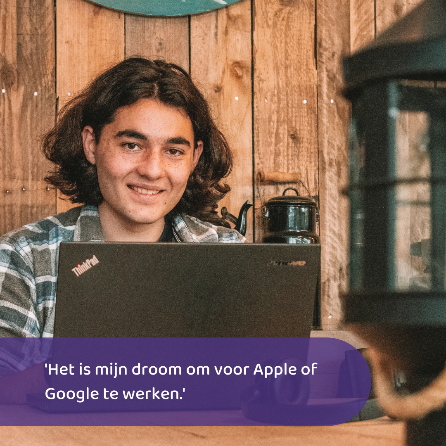 ThinkPad
'Het is mijn droom om voor Apple of
Google te werken.'